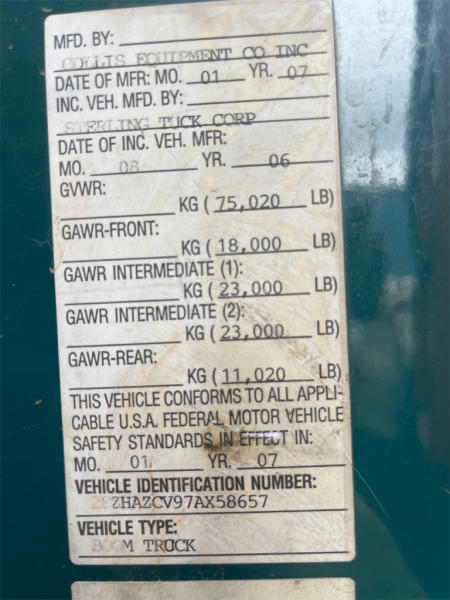 MFD. BY:
COLLIS EQUIPMENT CO INC
DATE OF MFR: MO. 01 YR. 07
INC. VEH. MFD. BY:
STERLING TUCK CORP
DATE OF INC. VEH. MFR:
MO. 08 YR. 06
GVWR:
KG ( 75,020 LB)
GAWR-FRONT:
KG ( 18,000 LB)
GAWR INTERMEDIATE (1):
KG ( 23,000 LB)
GAWR INTERMEDIATE (2):
KG ( 23,000 LB)
GAWR-REAR:
KG ( 11,020 LB)
THIS VEHICLE CONFORMS TO ALL APPLI-
CABLE U.S.A. FEDERAL MOTOR VEHICLE
SAFETY STANDARDS IN EFFECT IN:
MO. 01 YR. 07
VEHICLE IDENTIFICATION NUMBER:
2FZHAZCV97AX58657
VEHICLE TYPE:
BOOM TRUCK